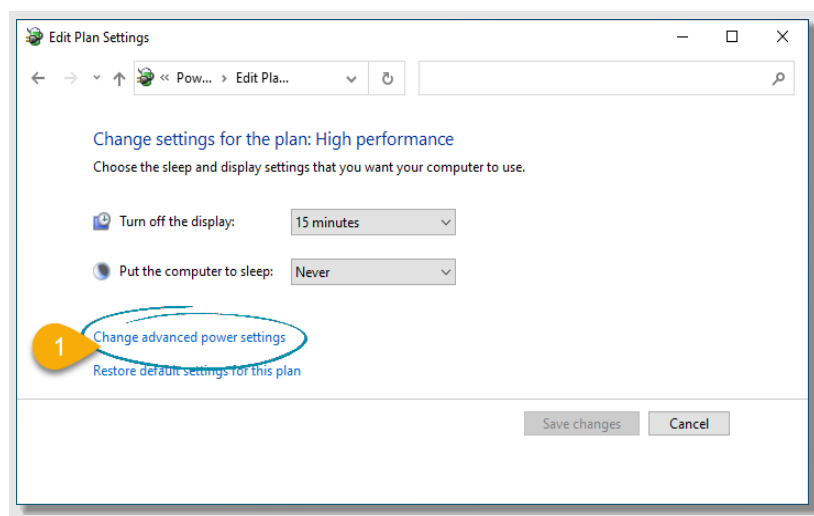 Edit Plan Settings
« Pow... › Edit Pla...
Change settings for the plan: High performance
Choose the sleep and display settings that you want your computer to use.
Turn off the display: 15 minutes
Put the computer to sleep: Never
Change advanced power settings
1
Restore default settings for this plan
Save changes Cancel